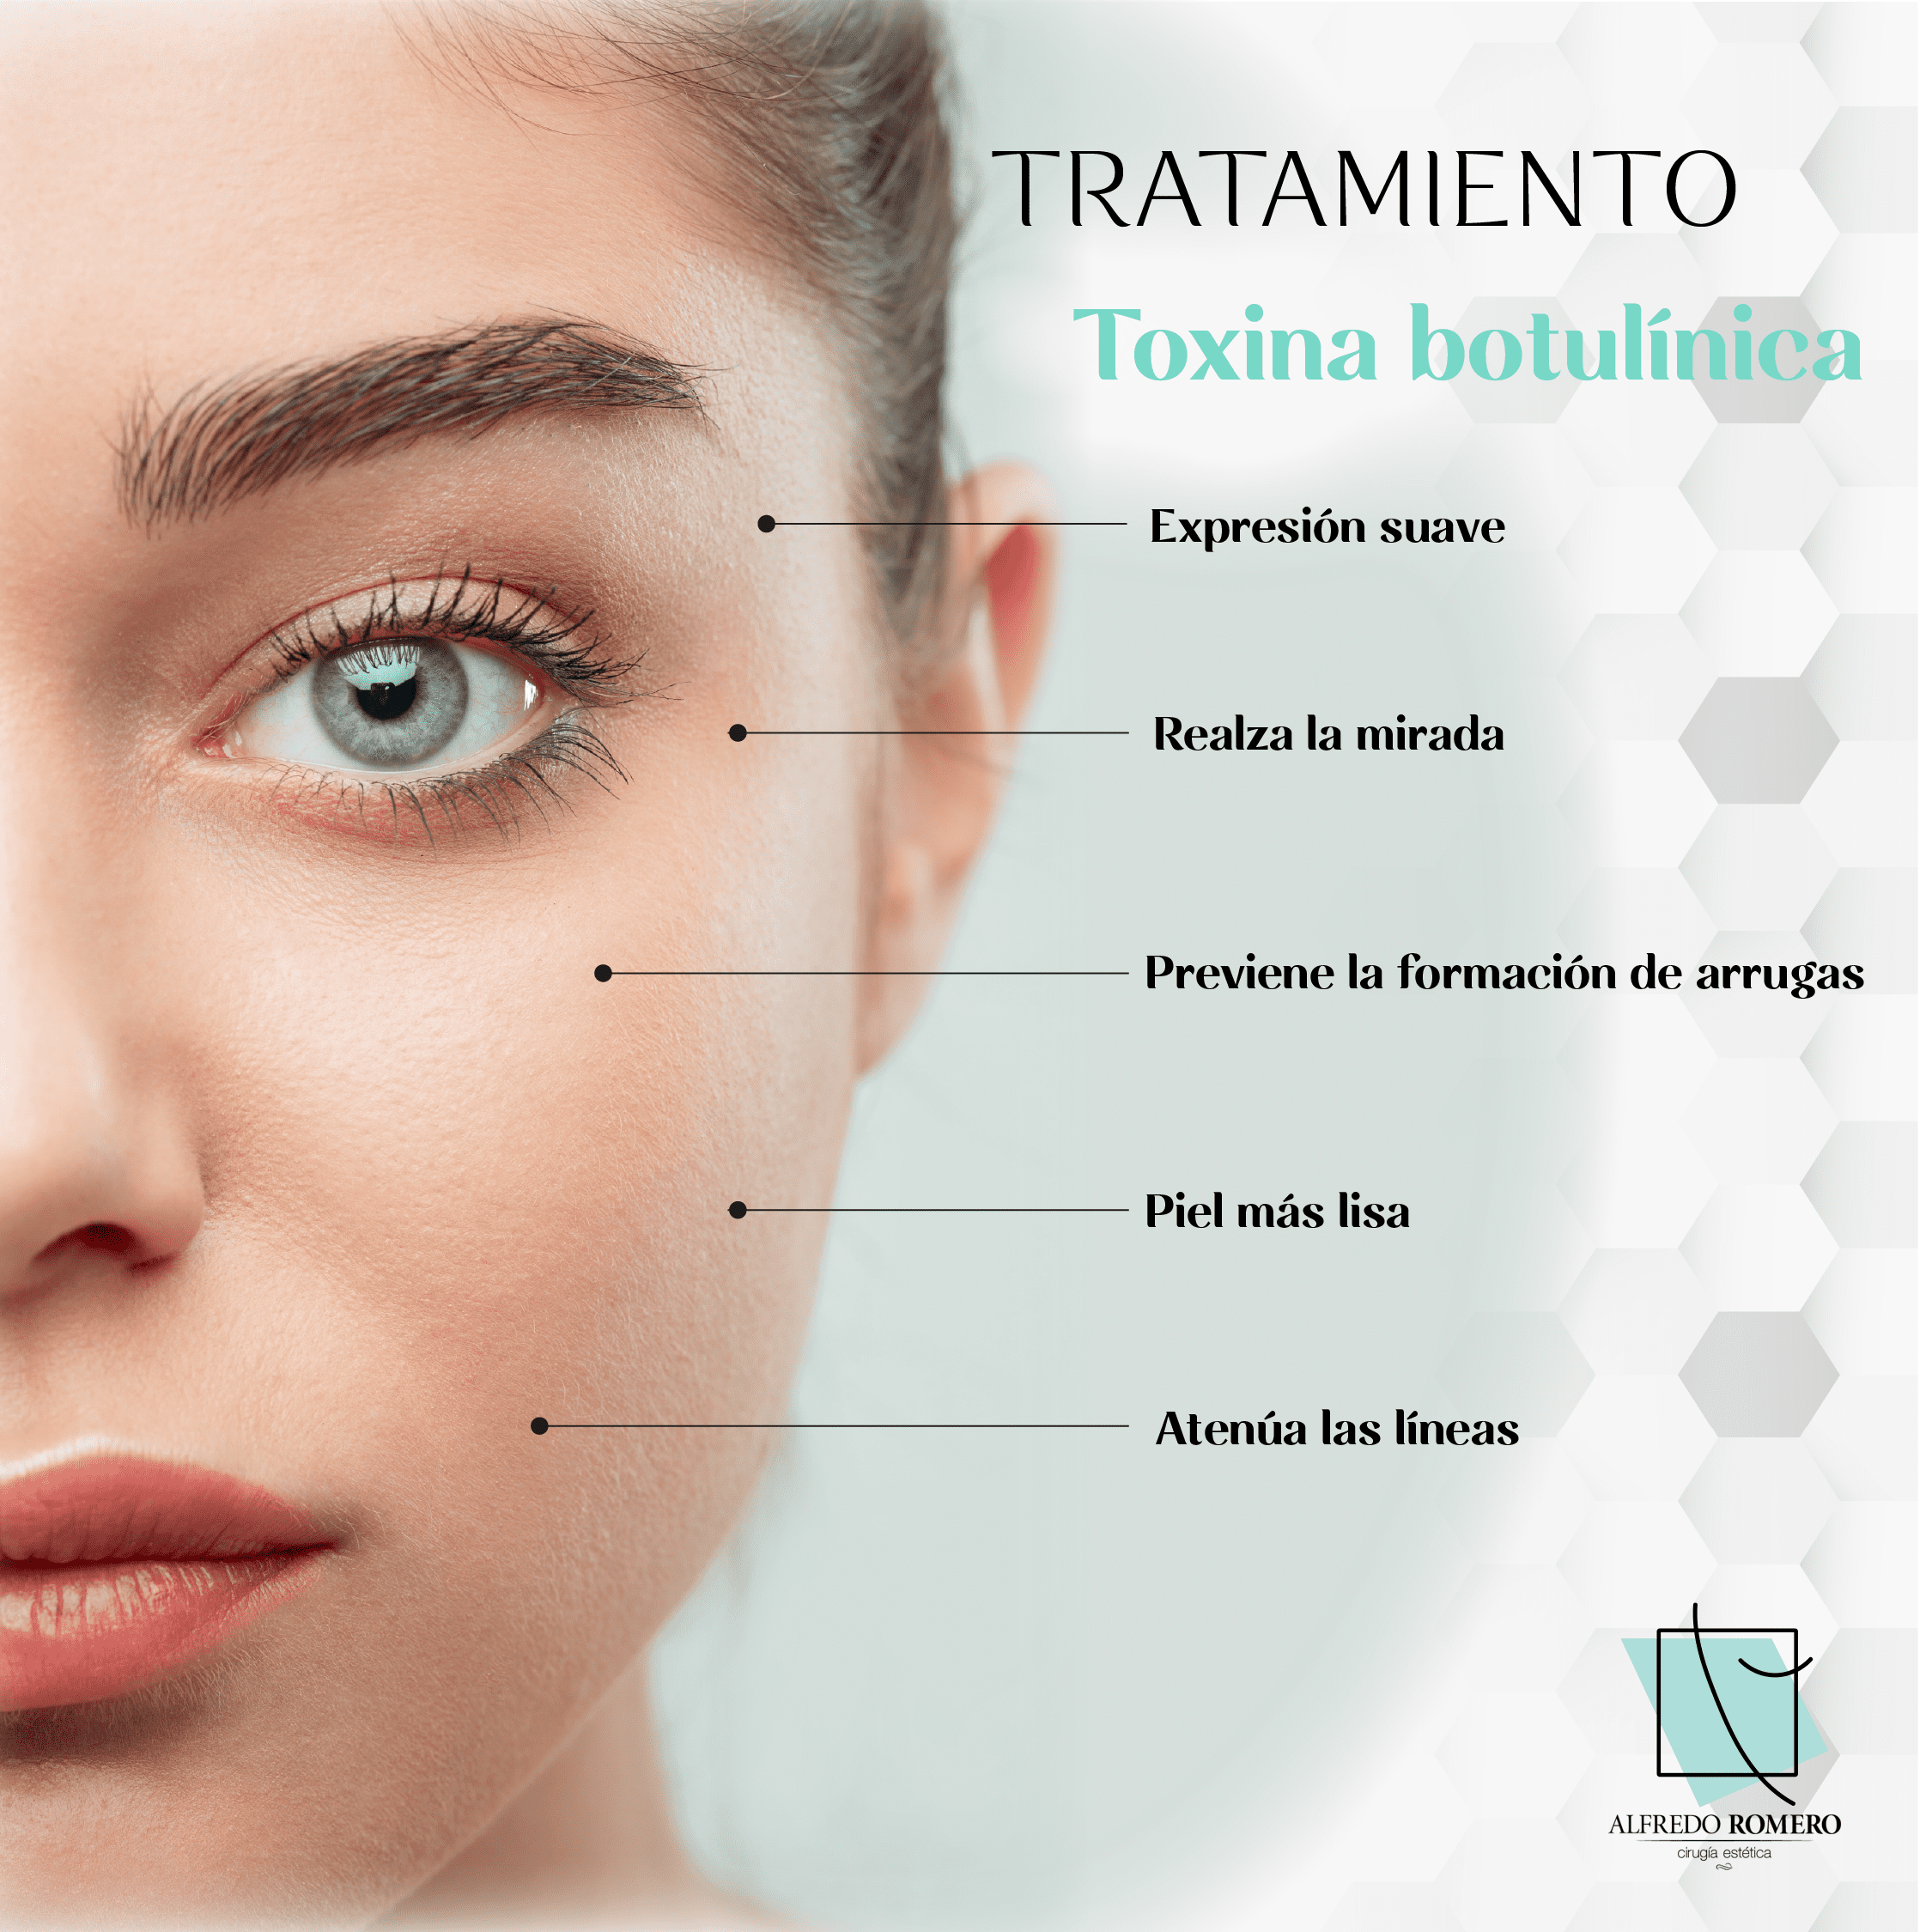 TRATAMIENTO
Toxina botulínica
Expresión suave
Realza la mirada
Previene la formación de arrugas
Piel más lisa
Atenúa las líneas
ALFREDO ROMERO
cirugía estética